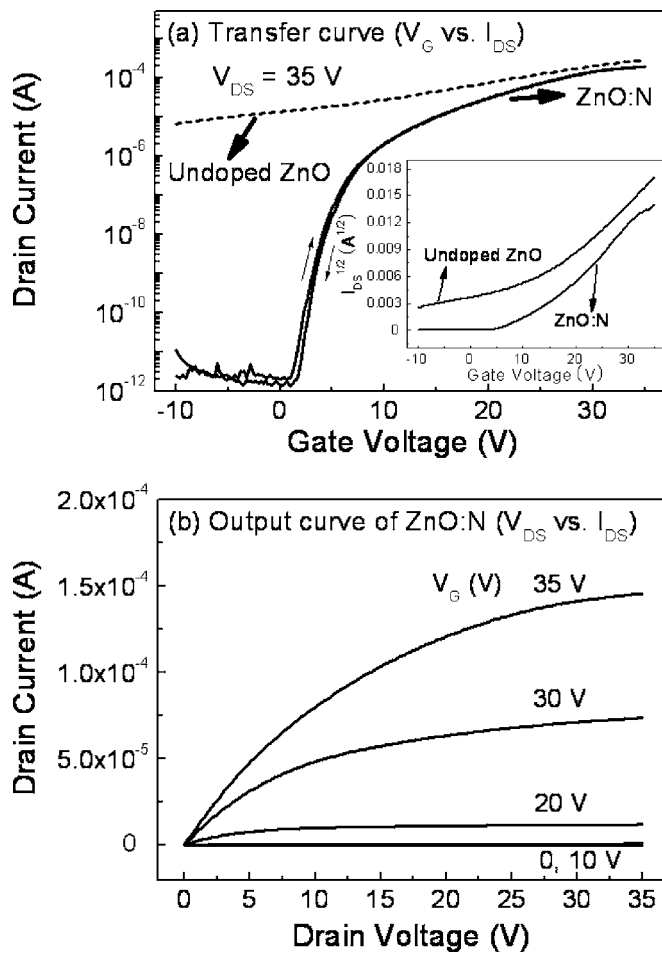 (a) Transfer curve (V_G vs. I_DS)
V_DS = 35 V
ZnO:N
Undoped ZnO
Drain Current (A)
10^-4
10^-6
10^-8
10^-10
10^-12
-10 0 10 20 30
Gate Voltage (V)
I_DS^1/2 (A^1/2)
0.018
0.015
0.012
0.009
0.006
0.003
0
Undoped ZnO
ZnO:N
-10 0 10 20 30
Gate Voltage (V)
(b) Output curve of ZnO:N (V_DS vs. I_DS)
V_G (V)
35 V
30 V
20 V
0, 10 V
Drain Current (A)
2.0x10^-4
1.5x10^-4
1.0x10^-4
5.0x10^-5
0
0 5 10 15 20 25 30 35
Drain Voltage (V)